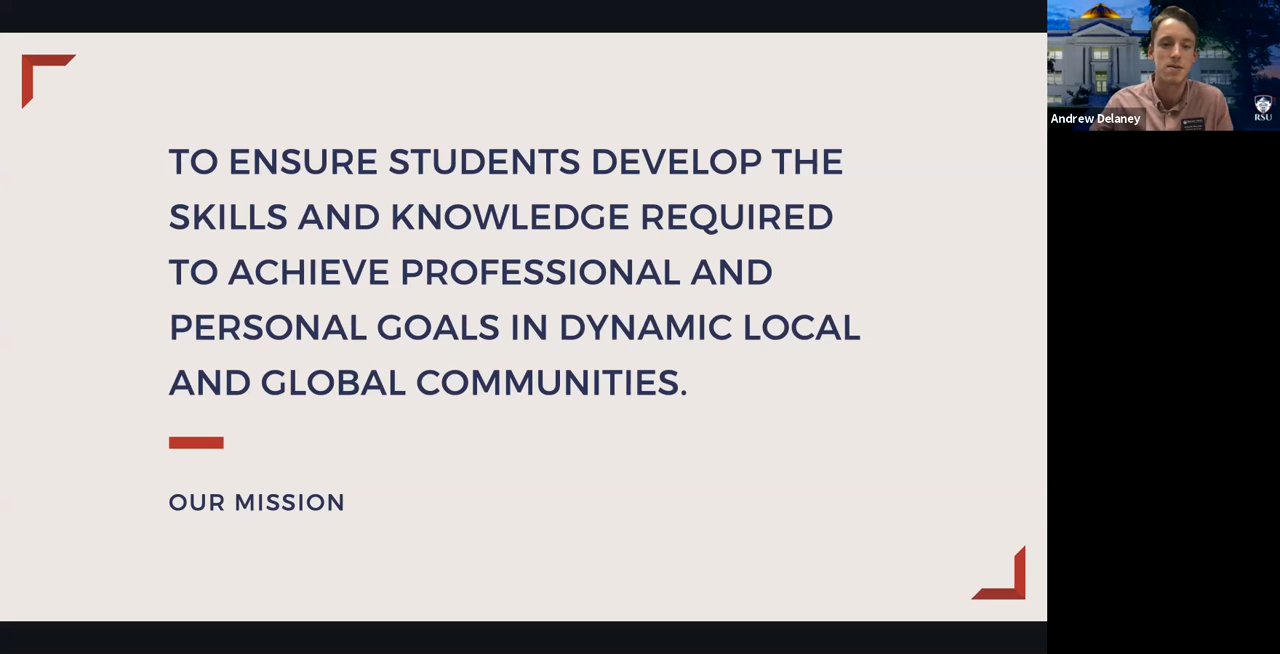 TO ENSURE STUDENTS DEVELOP THE
SKILLS AND KNOWLEDGE REQUIRED
TO ACHIEVE PROFESSIONAL AND
PERSONAL GOALS IN DYNAMIC LOCAL
AND GLOBAL COMMUNITIES.
OUR MISSION
Andrew Delaney
RSU